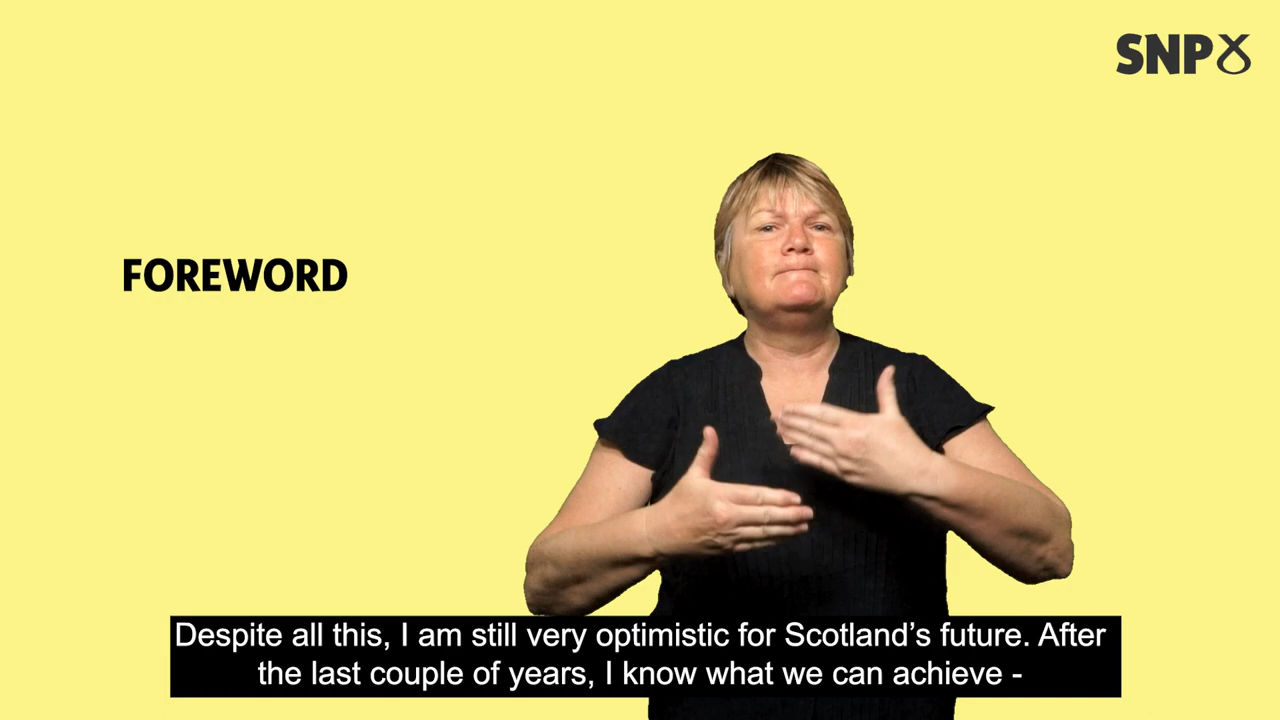 SNP
FOREWORD
Despite all this, I am still very optimistic for Scotland’s future. After
the last couple of years, I know what we can achieve -